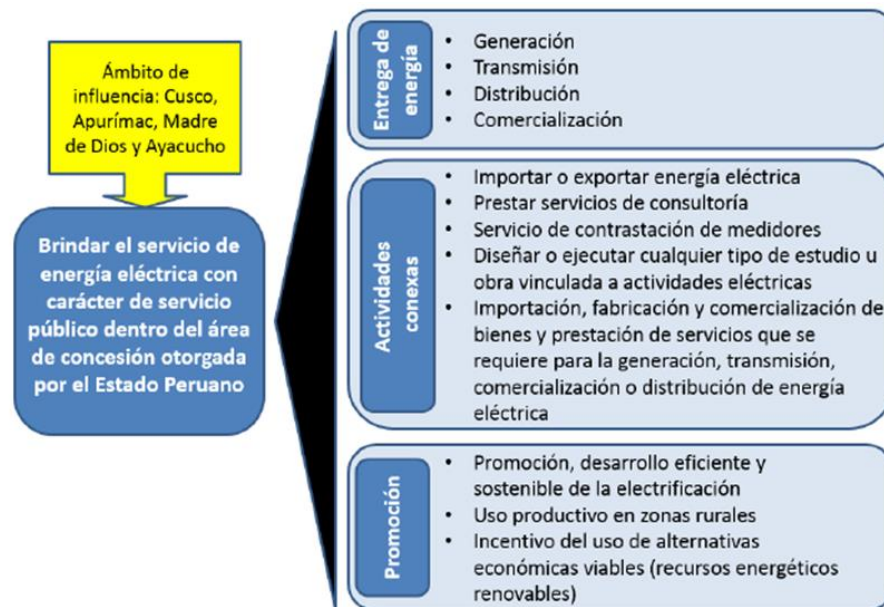 Ámbito de
influencia: Cusco,
Apurímac, Madre
de Dios y Ayacucho
Brindar el servicio de
energía eléctrica con
carácter de servicio
público dentro del área
de concesión otorgada
por el Estado Peruano
Entrega de
energía
• Generación
• Transmisión
• Distribución
• Comercialización
Actividades
conexas
• Importar o exportar energía eléctrica
• Prestar servicios de consultoría
• Servicio de contrastación de medidores
• Diseñar o ejecutar cualquier tipo de estudio u
obra vinculada a actividades eléctricas
• Importación, fabricación y comercialización de
bienes y prestación de servicios que se
requiere para la generación, transmisión,
comercialización o distribución de energía
eléctrica
Promoción
• Promoción, desarrollo eficiente y
sostenible de la electrificación
• Uso productivo en zonas rurales
• Incentivo del uso de alternativas
económicas viables (recursos energéticos
renovables)